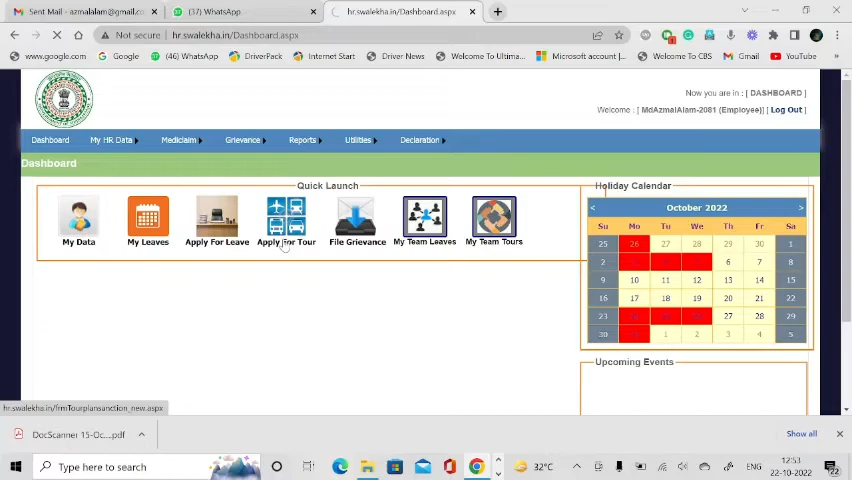 Sent Mail - azmalalam@gmail.co
(37) WhatsApp
hr.swalekha.in/Dashboard.aspx
Not secure | hr.swalekha.in/Dashboard.aspx
www.google.com Google (46) WhatsApp DriverPack Internet Start Driver News Welcome To Ultima... Microsoft account |... Welcome To CBS Gmail YouTube
Now you are in : [ DASHBOARD ]
Welcome : [ MdAzmalAlam-2081 (Employee)] [ Log Out ]
Dashboard My HR Data Mediclaim Grievance Reports Utilities Declaration
Dashboard
Quick Launch
Holiday Calendar
My Data My Leaves Apply For Leave Apply For Tour File Grievance My Team Leaves My Team Tours
< October 2022 >
Su Mo Tu We Th Fr Sa
25 26 27 28 29 30 1
2 6 7 8
9 10 11 12 13 14 15
16 17 18 19 20 21 22
23 27 28 29
30 1 2 3 4 5
Upcoming Events
hr.swalekha.in/frmTourplansanction_new.aspx
DocScanner 15-Oc....pdf
Show all
Type here to search
32°C
ENG
12:53
22-10-2022